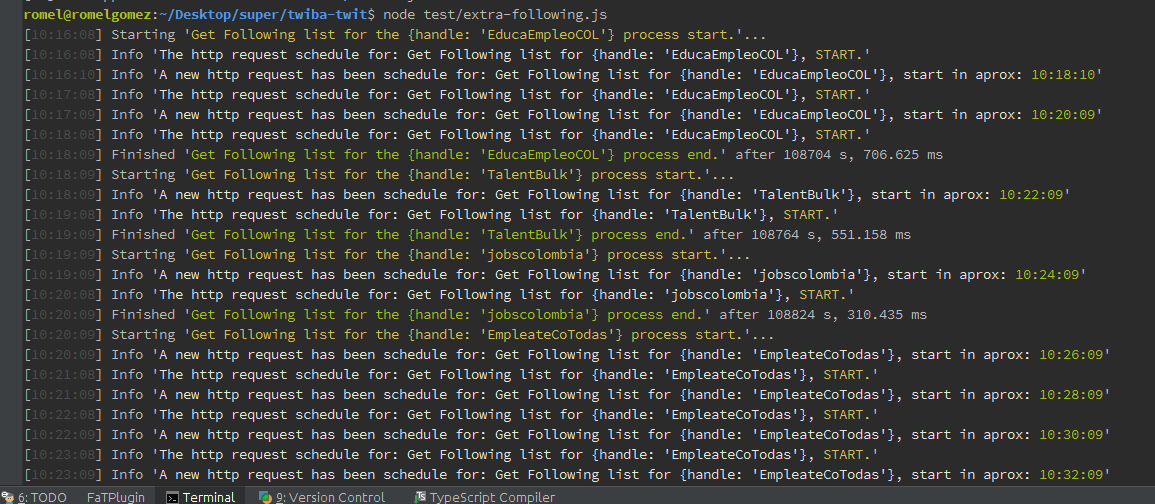 romel@romelgomez:~/Desktop/super/twiba-twit$ node test/extra-following.js
[10:16:08] Starting 'Get Following list for the {handle: 'EducaEmpleoCOL'} process start.'...
[10:16:08] Info 'The http request schedule for: Get Following list for {handle: 'EducaEmpleoCOL'}, START.'
[10:16:10] Info 'A new http request has been schedule for: Get Following list for {handle: 'EducaEmpleoCOL'}, start in aprox: 10:18:10'
[10:17:08] Info 'The http request schedule for: Get Following list for {handle: 'EducaEmpleoCOL'}, START.'
[10:17:09] Info 'A new http request has been schedule for: Get Following list for {handle: 'EducaEmpleoCOL'}, start in aprox: 10:20:09'
[10:18:08] Info 'The http request schedule for: Get Following list for {handle: 'EducaEmpleoCOL'}, START.'
[10:18:09] Finished 'Get Following list for the {handle: 'EducaEmpleoCOL'} process end.' after 108704 s, 706.625 ms
[10:18:09] Starting 'Get Following list for the {handle: 'TalentBulk'} process start.'...
[10:18:09] Info 'A new http request has been schedule for: Get Following list for {handle: 'TalentBulk'}, start in aprox: 10:22:09'
[10:19:08] Info 'The http request schedule for: Get Following list for {handle: 'TalentBulk'}, START.'
[10:19:09] Finished 'Get Following list for the {handle: 'TalentBulk'} process end.' after 108764 s, 551.158 ms
[10:19:09] Starting 'Get Following list for the {handle: 'jobscolombia'} process start.'...
[10:19:09] Info 'A new http request has been schedule for: Get Following list for {handle: 'jobscolombia'}, start in aprox: 10:24:09'
[10:20:08] Info 'The http request schedule for: Get Following list for {handle: 'jobscolombia'}, START.'
[10:20:09] Finished 'Get Following list for the {handle: 'jobscolombia'} process end.' after 108824 s, 310.435 ms
[10:20:09] Starting 'Get Following list for the {handle: 'EmpleateCoTodas'} process start.'...
[10:20:09] Info 'A new http request has been schedule for: Get Following list for {handle: 'EmpleateCoTodas'}, start in aprox: 10:26:09'
[10:21:08] Info 'The http request schedule for: Get Following list for {handle: 'EmpleateCoTodas'}, START.'
[10:21:09] Info 'A new http request has been schedule for: Get Following list for {handle: 'EmpleateCoTodas'}, start in aprox: 10:28:09'
[10:22:08] Info 'The http request schedule for: Get Following list for {handle: 'EmpleateCoTodas'}, START.'
[10:22:09] Info 'A new http request has been schedule for: Get Following list for {handle: 'EmpleateCoTodas'}, start in aprox: 10:30:09'
[10:23:08] Info 'The http request schedule for: Get Following list for {handle: 'EmpleateCoTodas'}, START.'
[10:23:09] Info 'A new http request has been schedule for: Get Following list for {handle: 'EmpleateCoTodas'}, start in aprox: 10:32:09'
6: TODO FaTPlugin Terminal 9: Version Control TypeScript Compiler